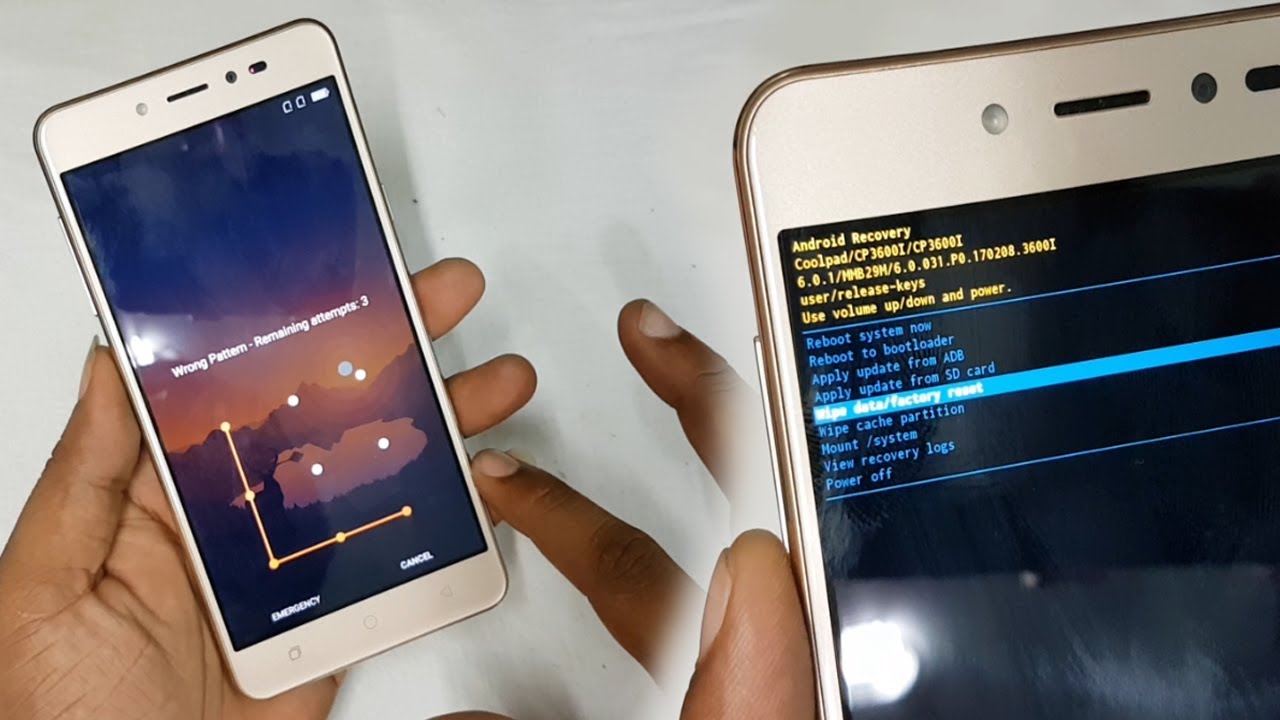 Wrong Pattern - Remaining attempts: 3
CANCEL
EMERGENCY
Android Recovery
Coolpad/CP3600I/CP3600I
6.0.1/MMB29M/6.0.031.P0.170208.3600I
user/release-keys
Use volume up/down and power.
Reboot system now
Reboot to bootloader
Apply update from ADB
Apply update from SD card
Wipe data/factory reset
Wipe cache partition
Mount /system
View recovery logs
Power off